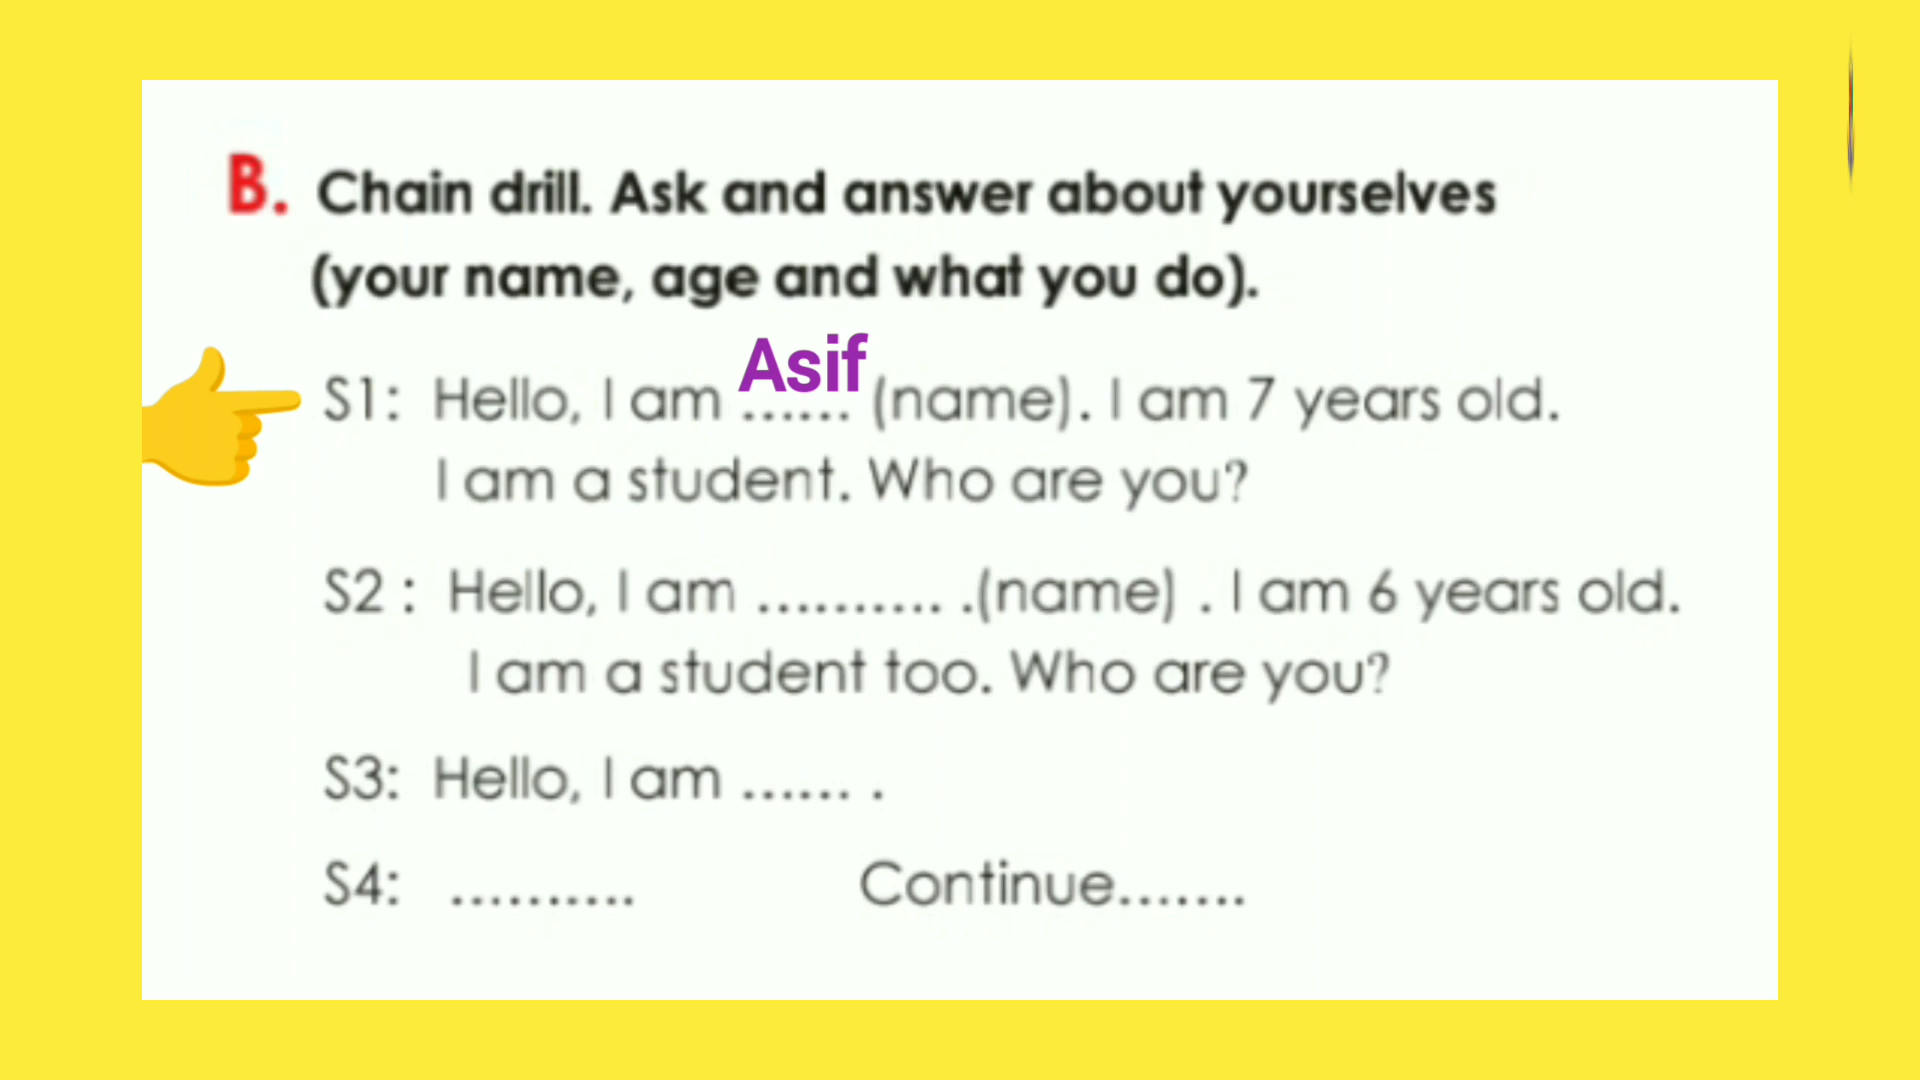 B. Chain drill. Ask and answer about yourselves
(your name, age and what you do).
Asif
S1: Hello, I am ...... (name). I am 7 years old.
I am a student. Who are you?
S2 : Hello, I am .......... .(name) . I am 6 years old.
I am a student too. Who are you?
S3: Hello, I am ...... .
S4: .......... Continue.......